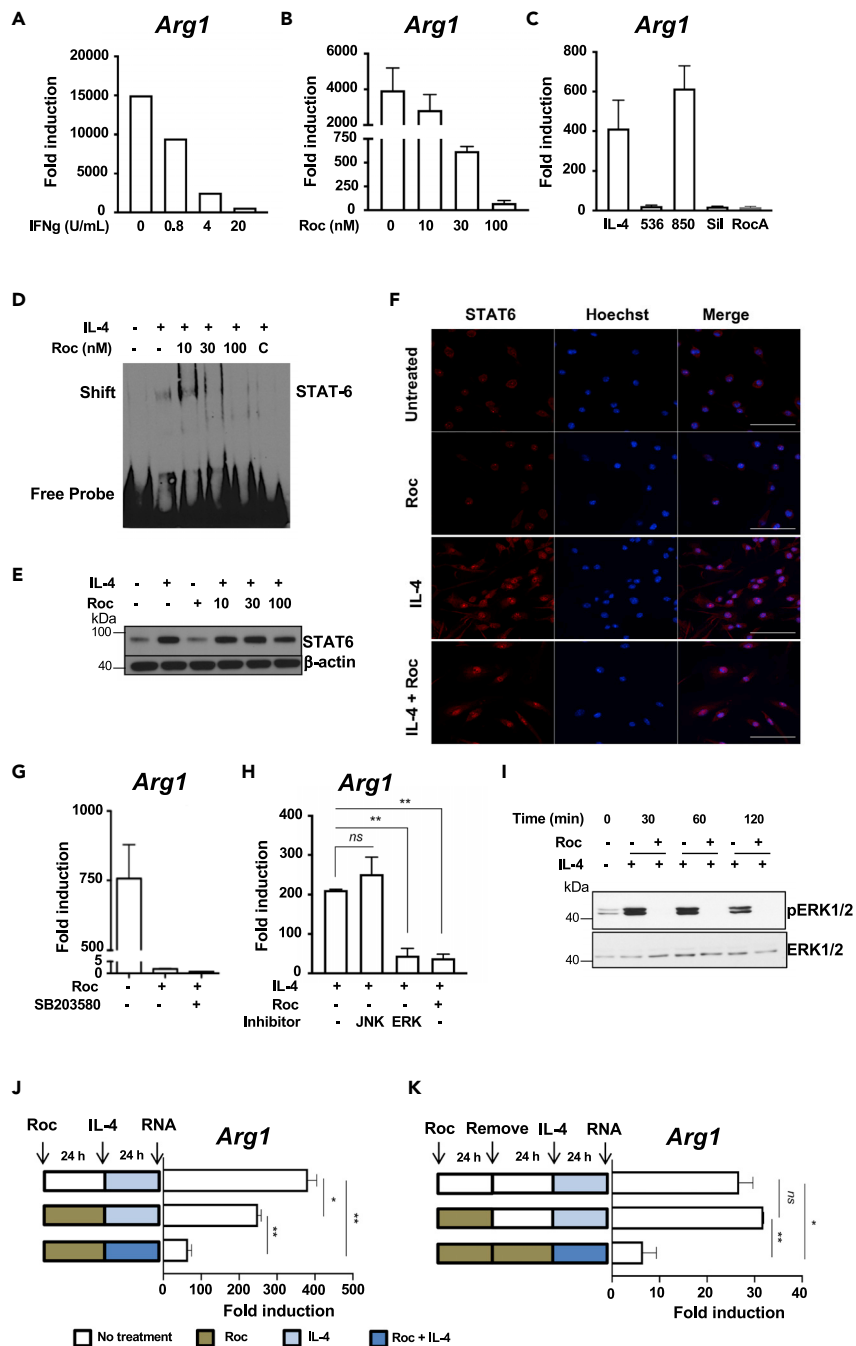 A
Arg1
Fold induction
20000
15000
10000
5000
0
IFNg (U/mL)
0 0.8 4 20
B
Arg1
Fold induction
6000
4000
2000
750
500
250
0
Roc (nM)
0 10 30 100
C
Arg1
Fold induction
800
600
400
200
0
IL-4 536 850 Sil RocA
D
IL-4 - + + + + +
Roc (nM) - - 10 30 100 C
Shift
STAT-6
Free Probe
E
IL-4 - + - + + +
Roc - - + 10 30 100
kDa
100
40
STAT6
β-actin
F
STAT6 Hoechst Merge
Untreated
Roc
IL-4
IL-4 + Roc
G
Arg1
Fold induction
1000
750
500
5
0
Roc - + +
SB203580 - - +
H
Arg1
Fold induction
400
300
200
100
0
**
**
ns
IL-4 + + + +
Roc - - - +
Inhibitor - JNK ERK -
I
Time (min) 0 30 60 120
Roc - - + - + - +
IL-4 - + + + + + +
kDa
40
pERK1/2
40
ERK1/2
J
Roc IL-4 RNA
24 h 24 h
Arg1
*
**
**
0 100 200 300 400 500
Fold induction
K
Roc Remove IL-4 RNA
24 h 24 h 24 h
Arg1
ns
**
*
0 10 20 30 40
Fold induction
No treatment Roc IL-4 Roc + IL-4